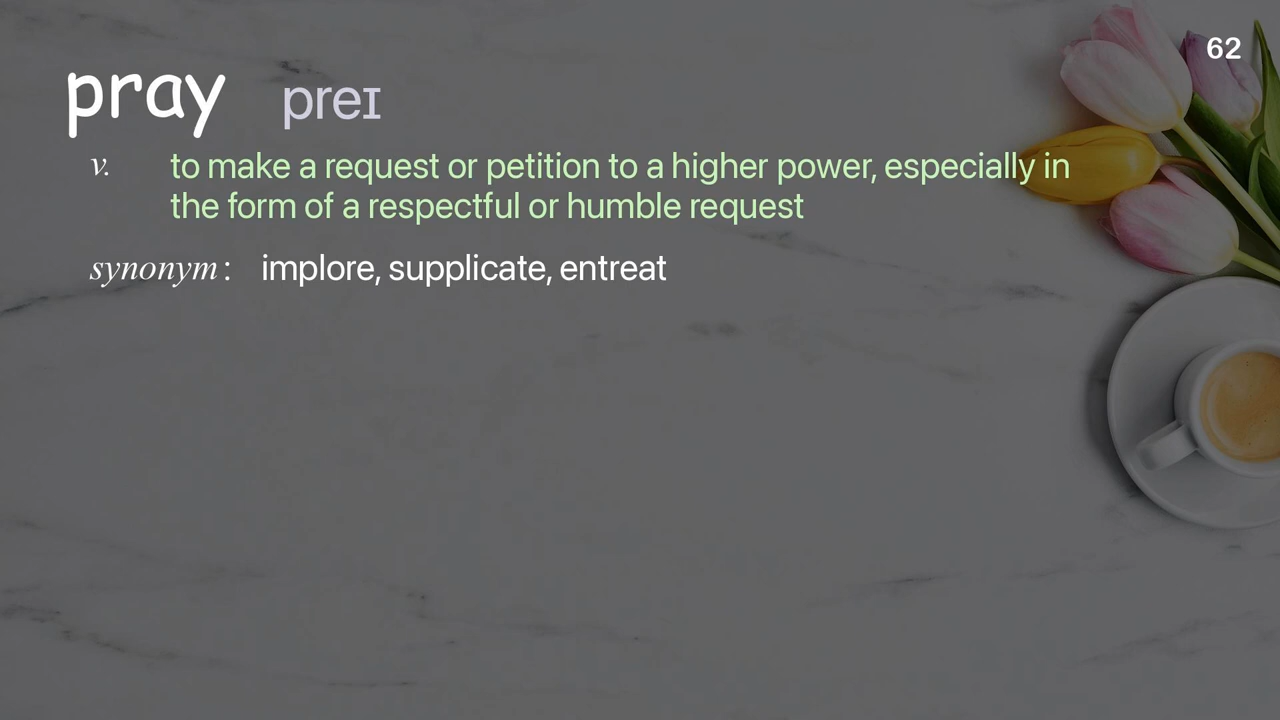 62
pray preɪ
v. to make a request or petition to a higher power, especially in
the form of a respectful or humble request
synonym: implore, supplicate, entreat